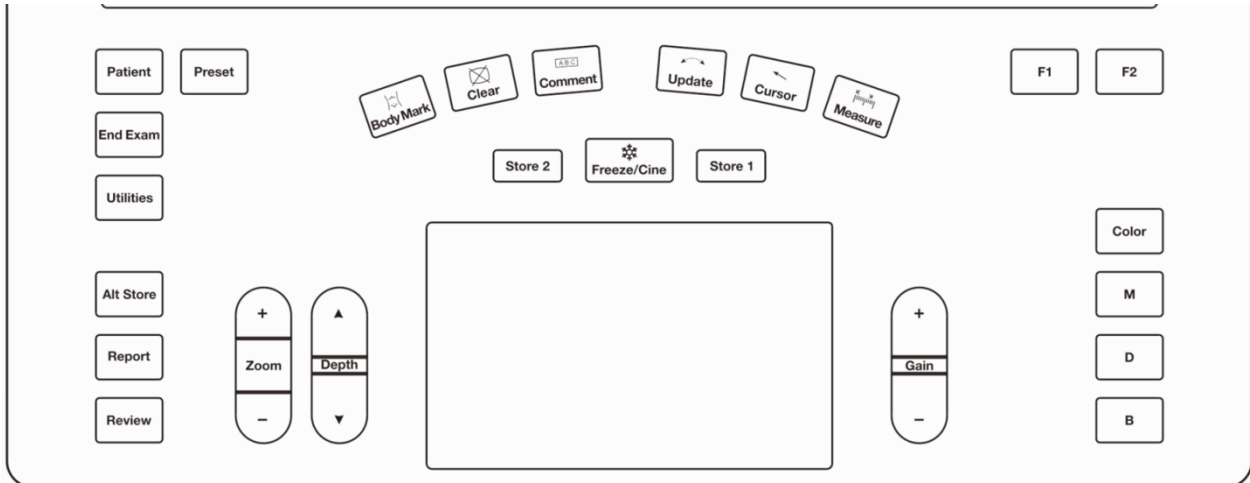 Patient
Preset
Body Mark
Clear
ABC
Comment
Update
Cursor
Measure
F1
F2
End Exam
Store 2
Freeze/Cine
Store 1
Utilities
Color
Alt Store
+
Zoom
−
Depth
+
Gain
−
M
Report
D
Review
B